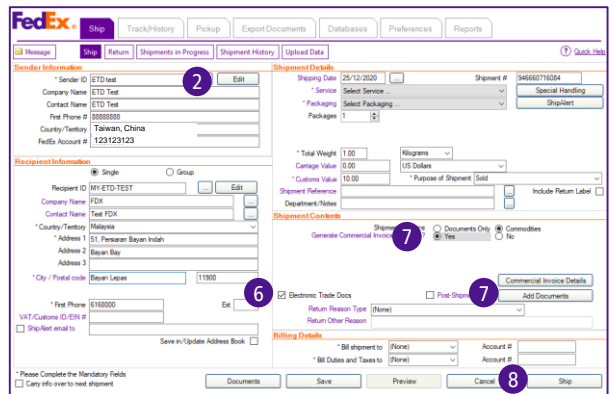 FedEx. Ship Track/History Pickup Export Documents Databases Preferences Reports
Message Ship Return Shipments in Progress Shipment History Upload Data ? Quick Help
Sender Information
* Sender ID ETD test 2 Edit
Company Name ETD Test
Contact Name ETD Test
First Phone # 88888888
Country/Territory Taiwan, China
FedEx Account # 123123123
Recipient Information
Single Group
Recipient ID MY-ETD-TEST ... Edit
Company Name FDX ...
Contact Name Test FDX ...
* Country/Territory Malaysia
* Address 1 51, Persiaran Bayan Indah
Address 2 Bayan Bay
Address 3
* City / Postal code Bayan Lepas 11900
* First Phone 6168000 Ext
VAT/Customs ID/EIN #
ShipAlert email to
Save in/Update Address Book
Shipment Details
Shipping Date 25/12/2020 ... Shipment # 946660716084
* Service Select Service ... Special Handling
* Packaging Select Packaging ... ShipAlert
Packages 1
* Total Weight 1.00 Kilograms
Carriage Value 0.00 US Dollars
* Customs Value 10.00 * Purpose of Shipment Sold
Shipment Reference ... Include Return Label
Department/Notes ...
Shipment Contents
7 Documents Only Commodities
Generate Commercial ? Yes No
Commercial Invoice Details
6 Electronic Trade Docs 7 Add Documents
Return Reason Type (None)
Return Other Reason
Billing Details
* Bill shipment to (None) Account #
* Bill Duties and Taxes to (None) Account #
* Please Complete the Mandatory Fields
Carry info over to next shipment
Documents Save Preview Cancel 8 Ship